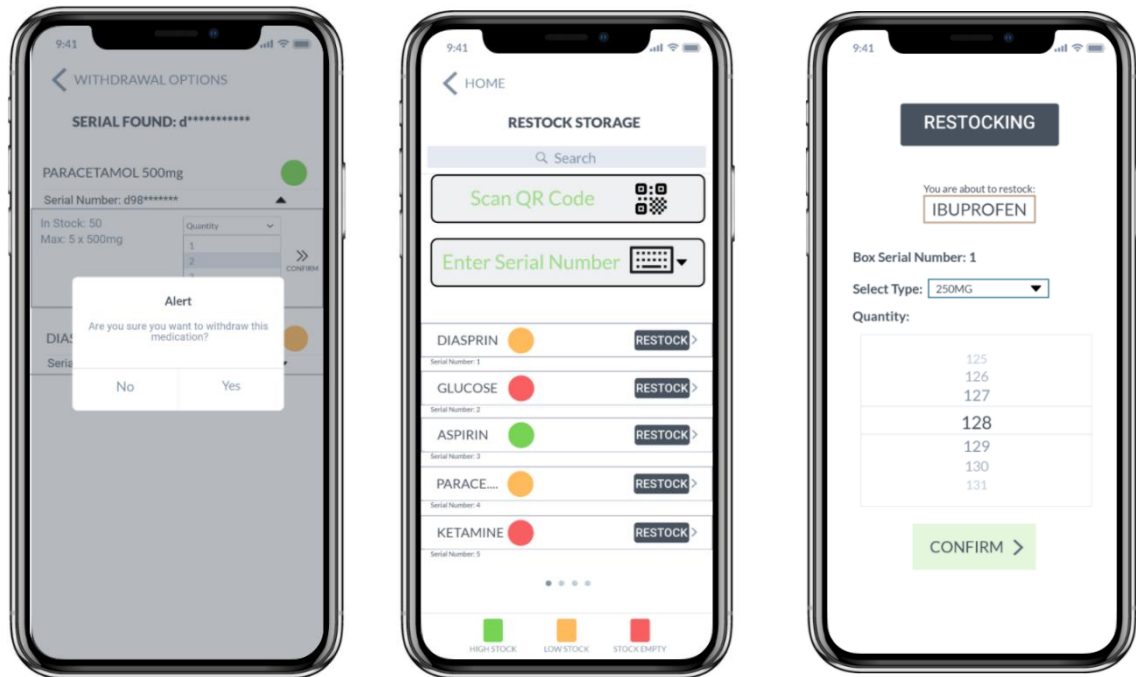 9:41
WITHDRAWAL OPTIONS
SERIAL FOUND: d***********
PARACETAMOL 500mg
Serial Number: d98*******
In Stock: 50
Max: 5 x 500mg
Quantity
1
2
CONFIRM
Alert
Are you sure you want to withdraw this
medication?
No
Yes
9:41
HOME
RESTOCK STORAGE
Search
Scan QR Code
Enter Serial Number
DIASPRIN
RESTOCK
Serial Number: 1
GLUCOSE
RESTOCK
Serial Number: 2
ASPIRIN
RESTOCK
Serial Number: 3
PARACE....
RESTOCK
Serial Number: 4
KETAMINE
RESTOCK
Serial Number: 5
HIGH STOCK
LOW STOCK
STOCK EMPTY
9:41
RESTOCKING
You are about to restock:
IBUPROFEN
Box Serial Number: 1
Select Type: 250MG
Quantity:
125
126
127
128
129
130
131
CONFIRM